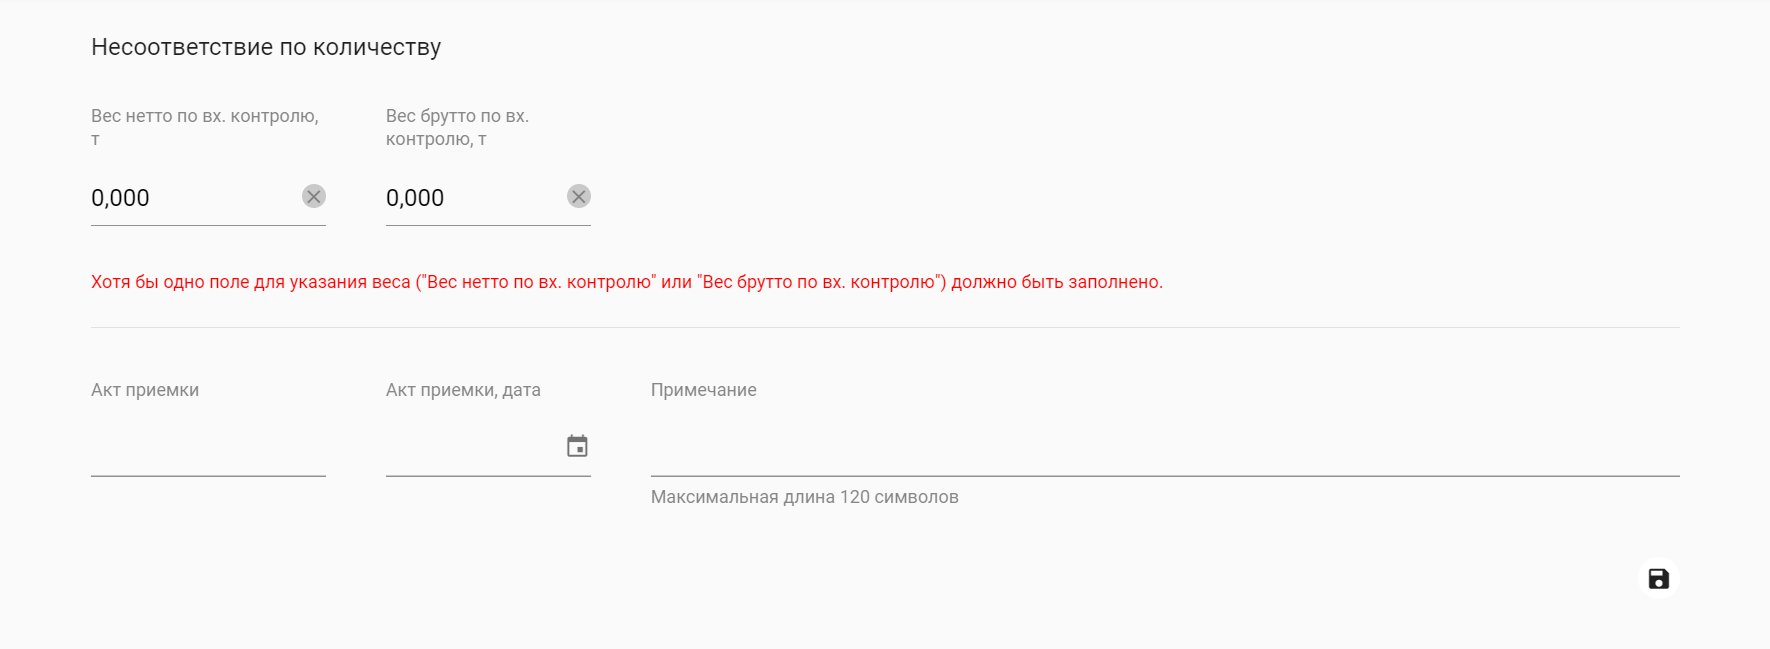 Несоответствие по количеству
Вес нетто по вх. контролю,
т
Вес брутто по вх.
контролю, т
0,000
0,000
Хотя бы одно поле для указания веса ("Вес нетто по вх. контролю" или "Вес брутто по вх. контролю") должно быть заполнено.
Акт приемки
Акт приемки, дата
Примечание
Максимальная длина 120 символов